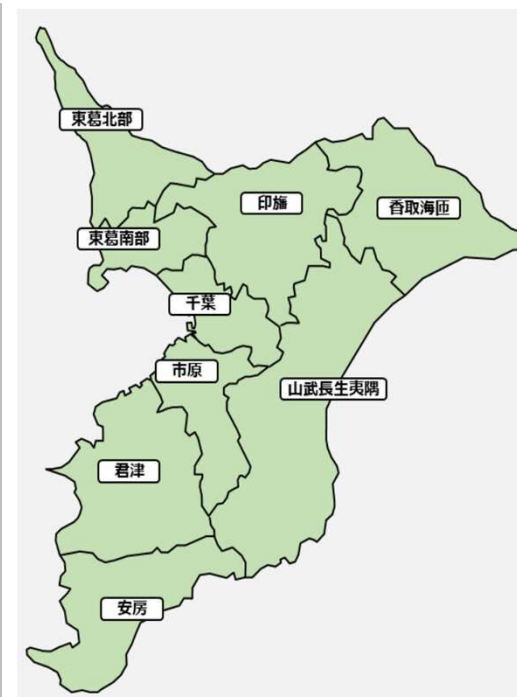 東葛北部
印旛
香取海匝
東葛南部
千葉
市原
山武長生夷隅
君津
安房